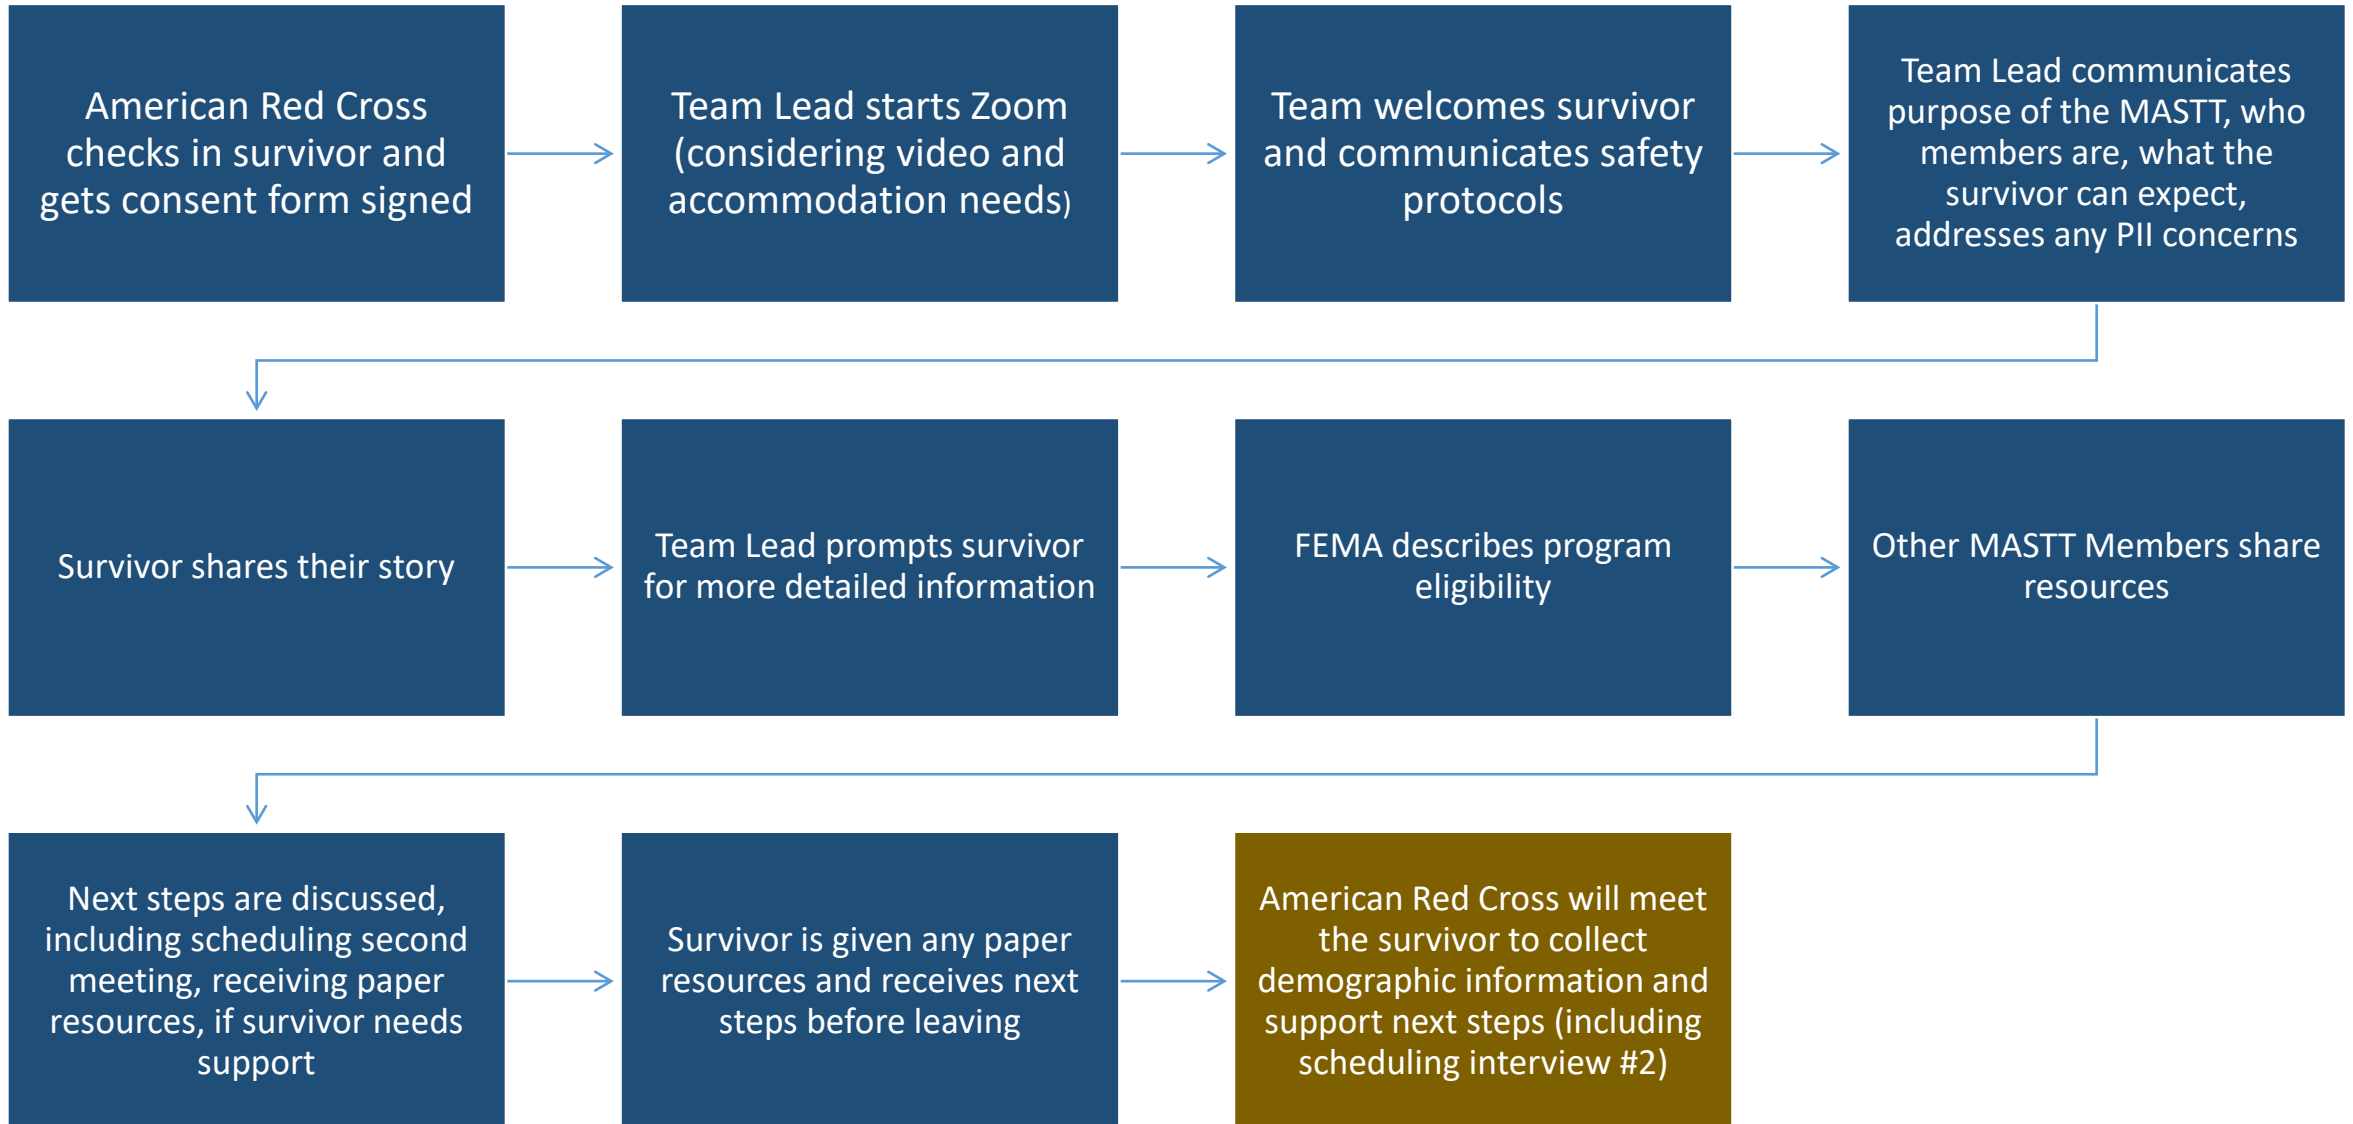 American Red Cross
checks in survivor and
gets consent form signed
Team Lead starts Zoom
(considering video and
accommodation needs)
Team welcomes survivor
and communicates safety
protocols
Team Lead communicates
purpose of the MASTT, who
members are, what the
survivor can expect,
addresses any PII concerns
Survivor shares their story
Team Lead prompts survivor
for more detailed information
FEMA describes program
eligibility
Other MASTT Members share
resources
Next steps are discussed,
including scheduling second
meeting, receiving paper
resources, if survivor needs
support
Survivor is given any paper
resources and receives next
steps before leaving
American Red Cross will meet
the survivor to collect
demographic information and
support next steps (including
scheduling interview #2)